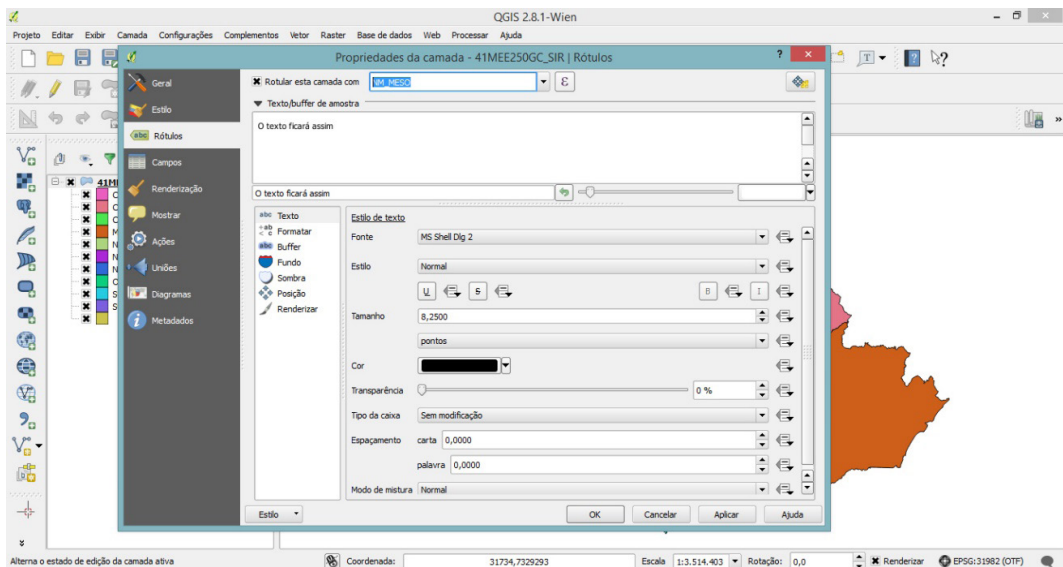 QGIS 2.8.1-Wien
Projeto Editar Exibir Camada Configurações Complementos Vetor Raster Base de dados Web Processar Ajuda
Propriedades da camada - 41MEE250GC_SIR | Rótulos
Geral
Estilo
Rótulos
Campos
Renderização
Mostrar
Ações
Uniões
Diagramas
Metadados
Rotular esta camada com NM_MESO ε
Texto/buffer de amostra
O texto ficará assim
O texto ficará assim
Texto
Formatar
Buffer
Fundo
Sombra
Posição
Renderizar
Estilo de texto
Fonte MS Shell Dlg 2
Estilo Normal
U S B I
Tamanho 8,2500
pontos
Cor
Transparência 0 %
Tipo da caixa Sem modificação
Espaçamento carta 0,0000
palavra 0,0000
Modo de mistura Normal
Estilo OK Cancelar Aplicar Ajuda
Alterna o estado de edição da camada ativa Coordenada: 31734,7329293 Escala 1:3.514.403 Rotação: 0,0 Renderizar EPSG:31982 (OTF)